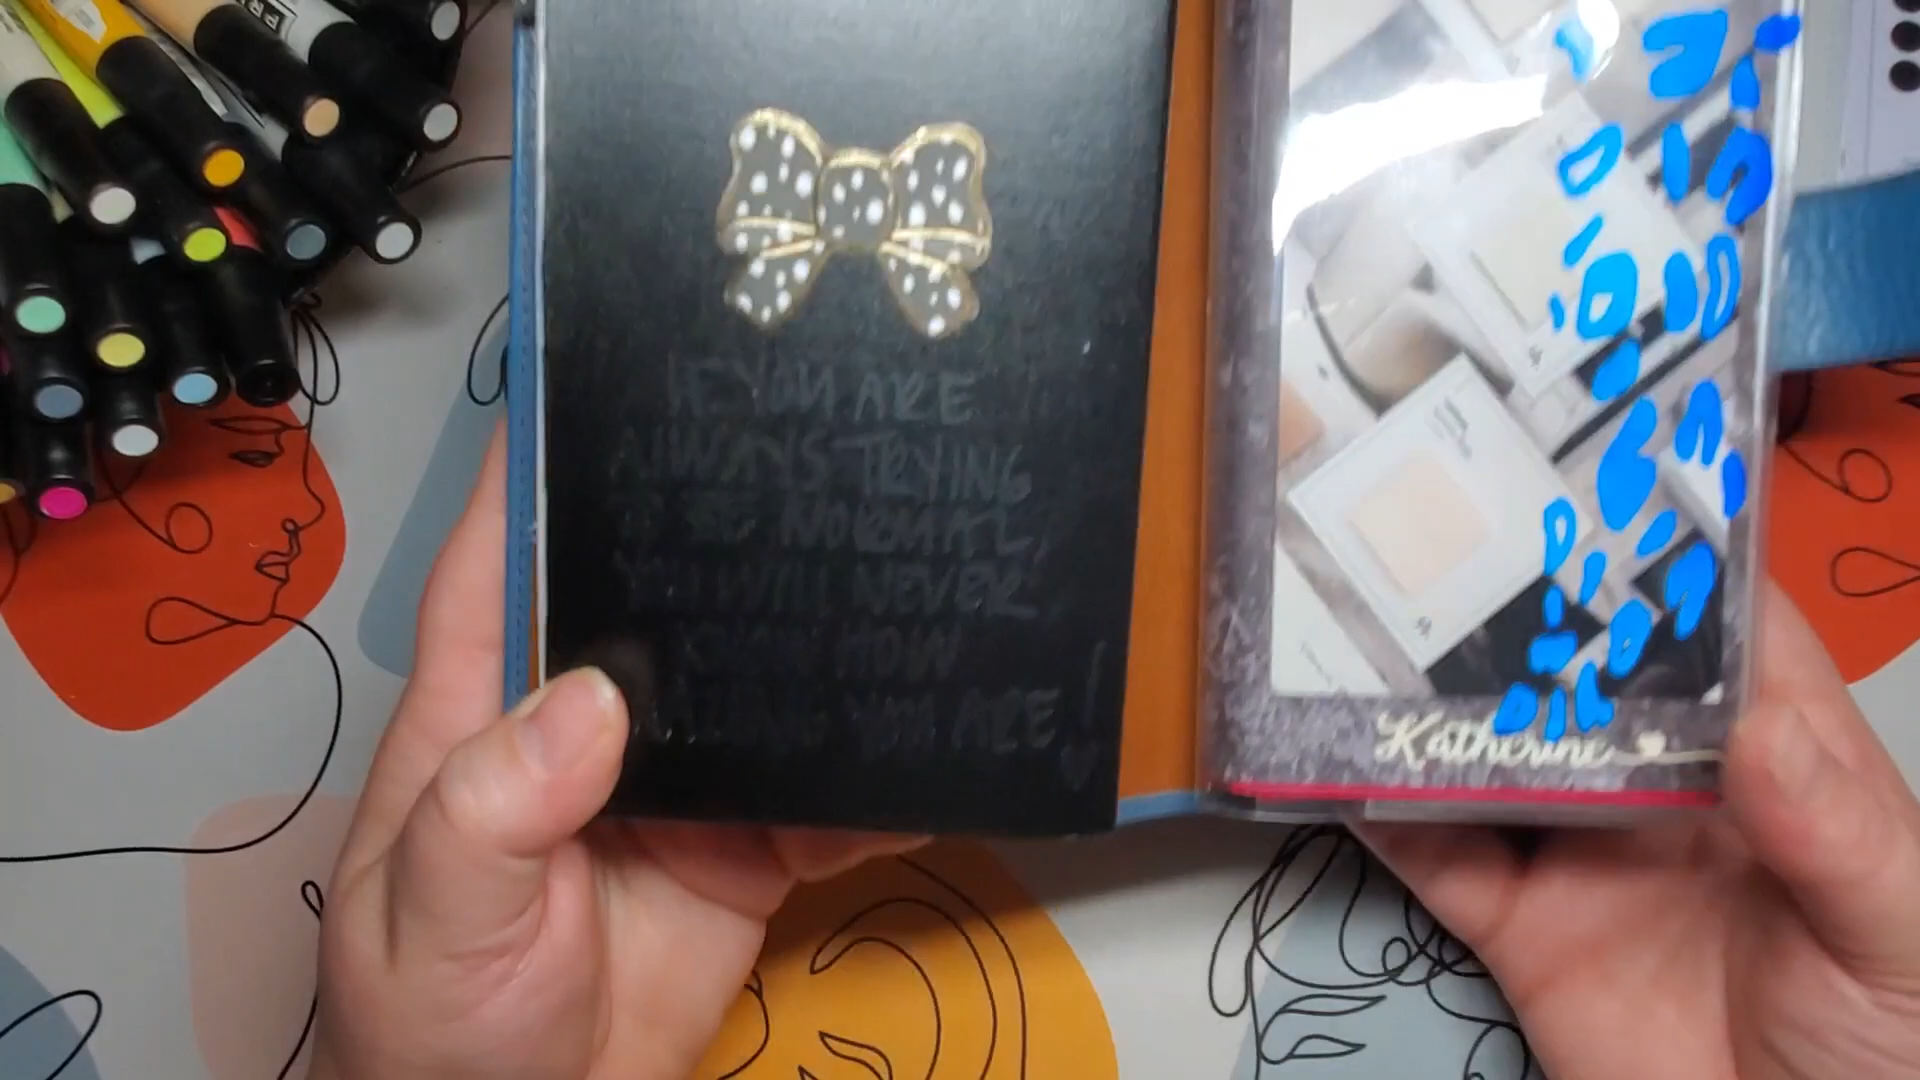 IF YOU ARE
ALWAYS TRYING
TO BE NORMAL,
YOU WILL NEVER
KNOW HOW
YOU ARE!
Katherine